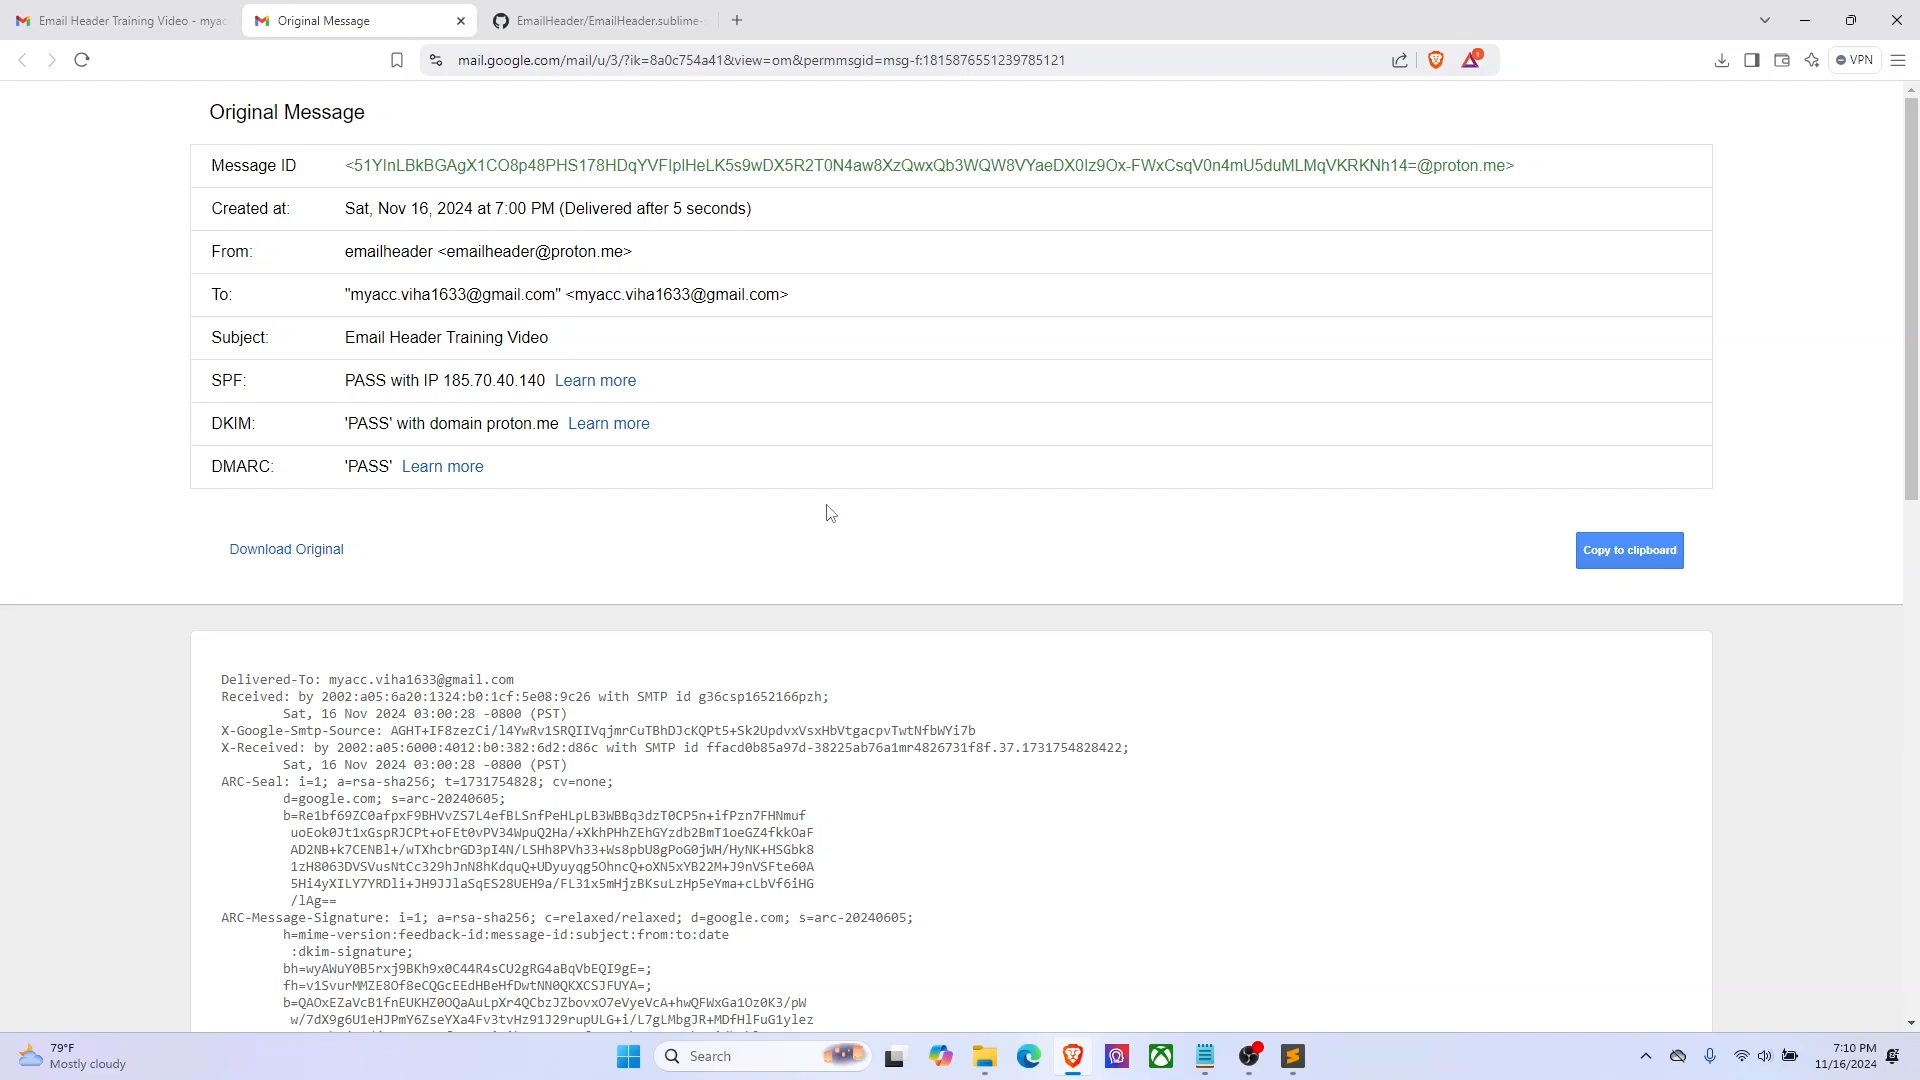 Email Header Training Video - myac
Original Message
EmailHeader/EmailHeader.sublime-
mail.google.com/mail/u/3/?ik=8a0c754a41&view=om&permmsgid=msg-f:1815876551239785121
1
VPN
Original Message
Message ID <51YlnLBkBGAgX1CO8p48PHS178HDqYVFIplHeLK5s9wDX5R2T0N4aw8XzQwxQb3WQW8VYaeDX0Iz9Ox-FWxCsqV0n4mU5duMLMqVKRKNh14=@proton.me>
Created at: Sat, Nov 16, 2024 at 7:00 PM (Delivered after 5 seconds)
From: emailheader <emailheader@proton.me>
To: "myacc.viha1633@gmail.com" <myacc.viha1633@gmail.com>
Subject: Email Header Training Video
SPF: PASS with IP 185.70.40.140 Learn more
DKIM: 'PASS' with domain proton.me Learn more
DMARC: 'PASS' Learn more
Download Original
Copy to clipboard
Delivered-To: myacc.viha1633@gmail.com
Received: by 2002:a05:6a20:1324:b0:1cf:5e08:9c26 with SMTP id g36csp1652166pzh;
Sat, 16 Nov 2024 03:00:28 -0800 (PST)
X-Google-Smtp-Source: AGHT+IF8zezCi/l4YwRv1SRQIIVqjmrCuTBhDJcKQPt5+Sk2UpdvxVsxHbVtgacpvTwtNfbWYi7b
X-Received: by 2002:a05:6000:4012:b0:382:6d2:d86c with SMTP id ffacd0b85a97d-38225ab76a1mr4826731f8f.37.1731754828422;
Sat, 16 Nov 2024 03:00:28 -0800 (PST)
ARC-Seal: i=1; a=rsa-sha256; t=1731754828; cv=none;
d=google.com; s=arc-20240605;
b=Re1bf69ZC0afpxF9BHVvZS7L4efBLSnfPeHLpLB3WBBq3dzT0CP5n+ifPzn7FHNmuf
uoEok0Jt1xGspRJCPt+oFEt0vPV34WpuQ2Ha/+XkhPHhZEhGYzdb2BmT1oeGZ4fkkOaF
AD2NB+k7CENBl+/wTXhcbrGD3pI4N/LSHh8PVh33+Ws8pbU8gPoG0jWH/HyNK+HSGbk8
1zH8063DVSVusNtCc329hJnN8hKdquQ+UDyuyqg5OhncQ+oXN5xYB22M+J9nVSFte60A
5Hi4yXILY7YRDli+JH9JJlaSqES28UEH9a/FL31x5mHjzBKsuLzHp5eYma+cLbVf6iHG
/lAg==
ARC-Message-Signature: i=1; a=rsa-sha256; c=relaxed/relaxed; d=google.com; s=arc-20240605;
h=mime-version:feedback-id:message-id:subject:from:to:date
:dkim-signature;
bh=wyAWuY0B5rxj9BKh9x0C44R4sCU2gRG4aBqVbEQI9gE=;
fh=v1SvurMMZE8Of8eCQGcEEdHBeHfDwtNN0QKXCSJFUYA=;
b=QAOxEZaVcB1fnEUKHZ0OQaAuLpXr4QCbzJZbovxO7eVyeVcA+hwQFWxGa1Oz0K3/pW
w/7dX9g6U1eHJPmY6ZseYXa4Fv3tvHz91J29rupULG+i/L7gLMbgJR+MDfHlFuG1ylez
79°F
Mostly cloudy
Search
7:10 PM
11/16/2024